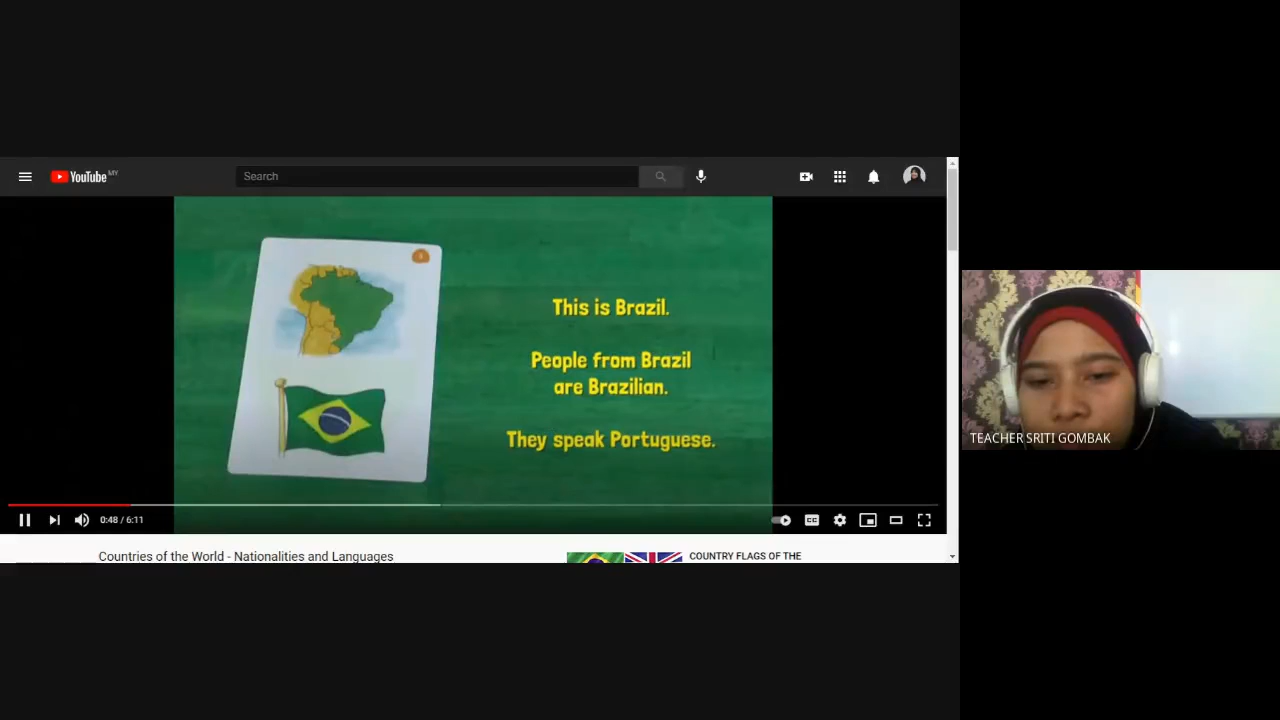 YouTube MY
Search
This is Brazil.
People from Brazil
are Brazilian.
They speak Portuguese.
0:48 / 6:11
CC
Countries of the World - Nationalities and Languages
COUNTRY FLAGS OF THE
TEACHER SRITI GOMBAK